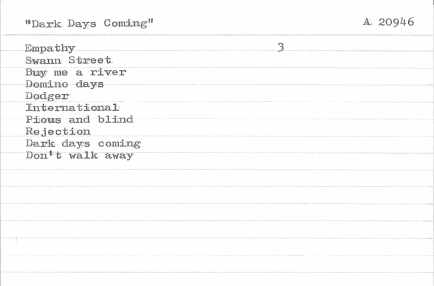 "Dark Days Coming" A 20946
Empathy 3
Swann Street
Buy me a river
Domino days
Dodger
International
Pious and blind
Rejection
Dark days coming
Don't walk away